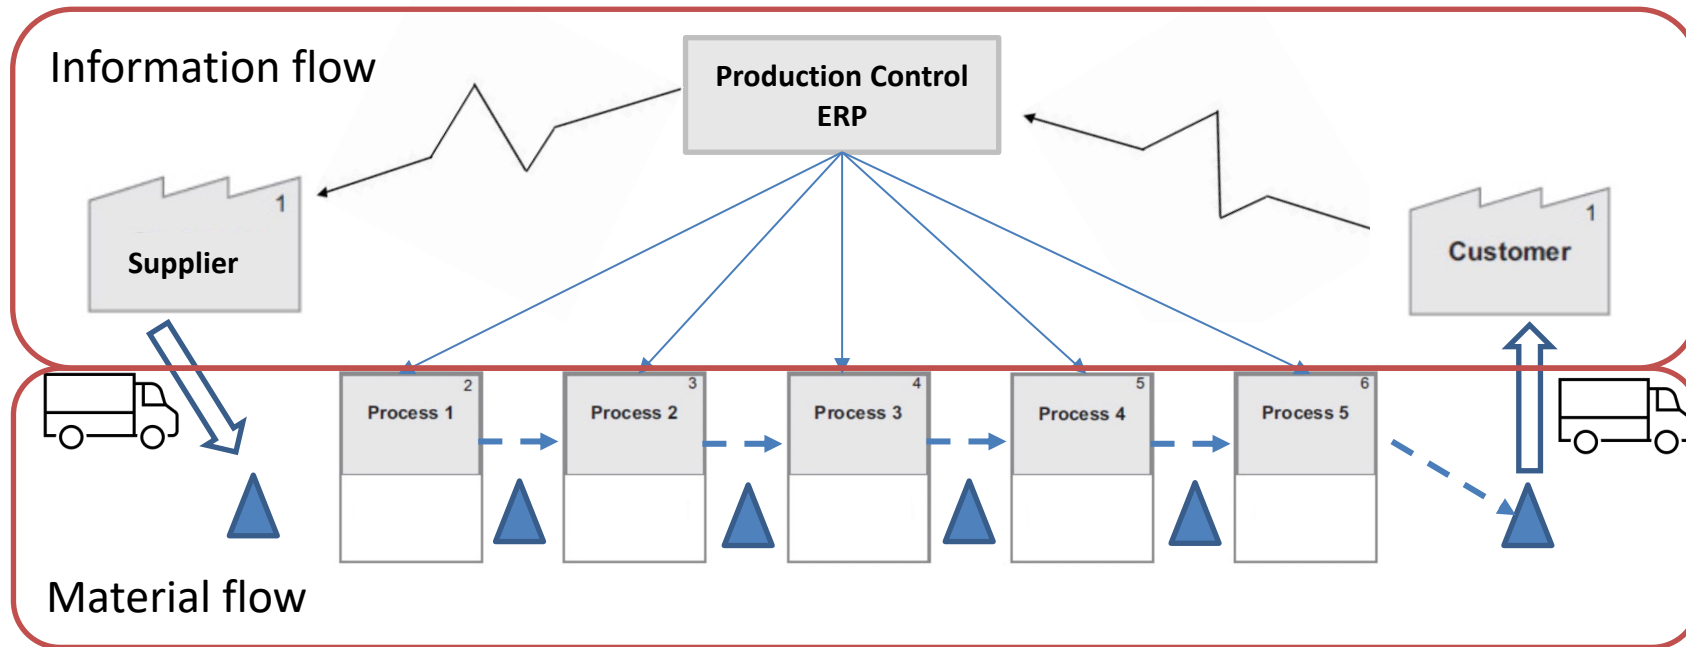 Information flow
Production Control
ERP
1
Supplier
1
Customer
2
Process 1
3
Process 2
4
Process 3
5
Process 4
6
Process 5
Material flow